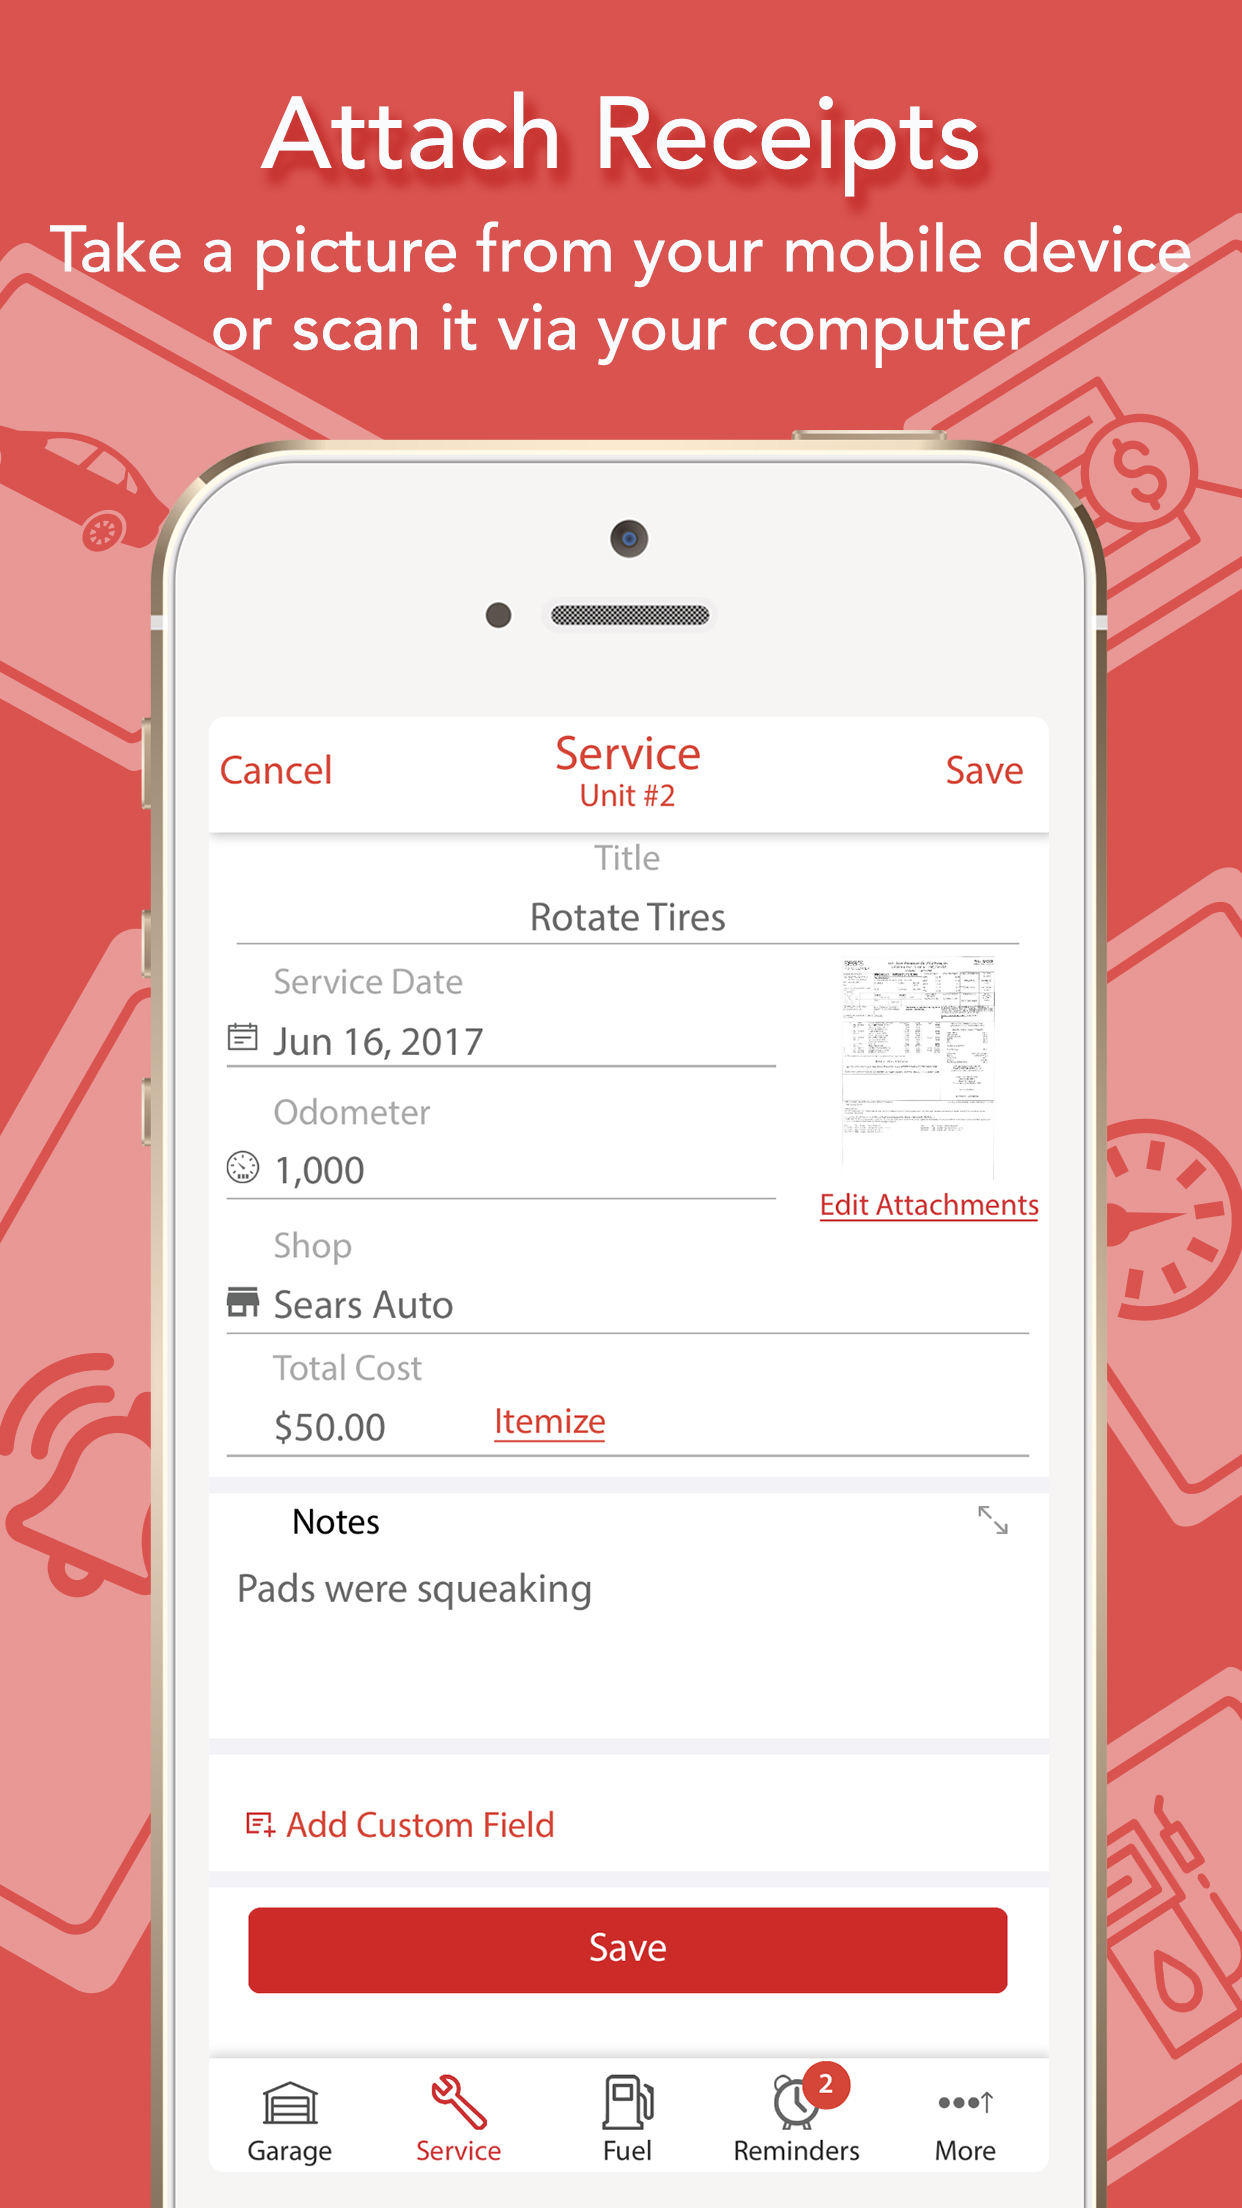 Attach Receipts
Take a picture from your mobile device
or scan it via your computer
Cancel
Service
Save
Unit #2
Title
Rotate Tires
Service Date
Jun 16, 2017
Odometer
1,000
Edit Attachments
Shop
Sears Auto
Total Cost
$50.00
Itemize
Notes
Pads were squeaking
Add Custom Field
Save
2
Garage
Service
Fuel
Reminders
More